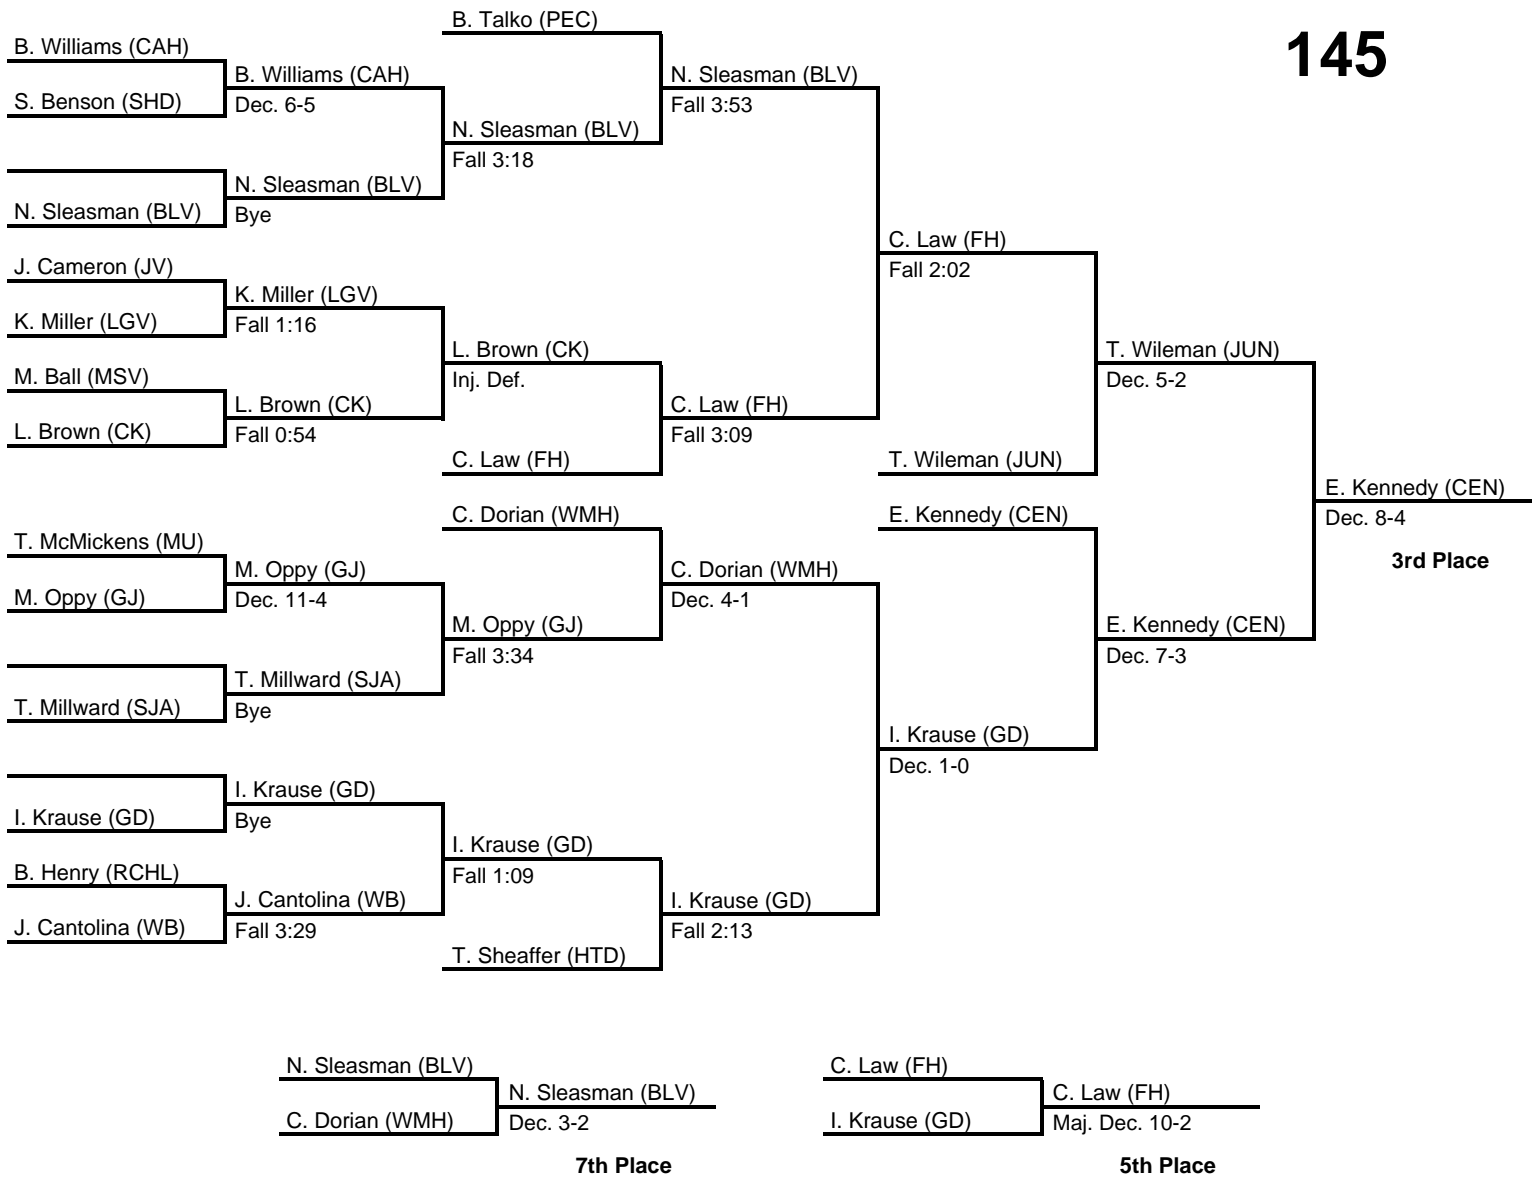 B. Talko (PEC)
145
B. Williams (CAH)
B. Williams (CAH)
N. Sleasman (BLV)
S. Benson (SHD)
Dec. 6-5
Fall 3:53
N. Sleasman (BLV)
Fall 3:18
N. Sleasman (BLV)
N. Sleasman (BLV)
Bye
C. Law (FH)
J. Cameron (JV)
Fall 2:02
K. Miller (LGV)
K. Miller (LGV)
Fall 1:16
L. Brown (CK)
T. Wileman (JUN)
M. Ball (MSV)
Inj. Def.
Dec. 5-2
L. Brown (CK)
C. Law (FH)
L. Brown (CK)
Fall 0:54
Fall 3:09
C. Law (FH)
T. Wileman (JUN)
E. Kennedy (CEN)
C. Dorian (WMH)
E. Kennedy (CEN)
Dec. 8-4
T. McMickens (MU)
3rd Place
M. Oppy (GJ)
C. Dorian (WMH)
M. Oppy (GJ)
Dec. 11-4
Dec. 4-1
M. Oppy (GJ)
E. Kennedy (CEN)
Fall 3:34
Dec. 7-3
T. Millward (SJA)
T. Millward (SJA)
Bye
I. Krause (GD)
Dec. 1-0
I. Krause (GD)
I. Krause (GD)
Bye
I. Krause (GD)
B. Henry (RCHL)
Fall 1:09
J. Cantolina (WB)
I. Krause (GD)
J. Cantolina (WB)
Fall 3:29
Fall 2:13
T. Sheaffer (HTD)
N. Sleasman (BLV)
C. Law (FH)
N. Sleasman (BLV)
C. Law (FH)
C. Dorian (WMH)
Dec. 3-2
I. Krause (GD)
Maj. Dec. 10-2
7th Place
5th Place